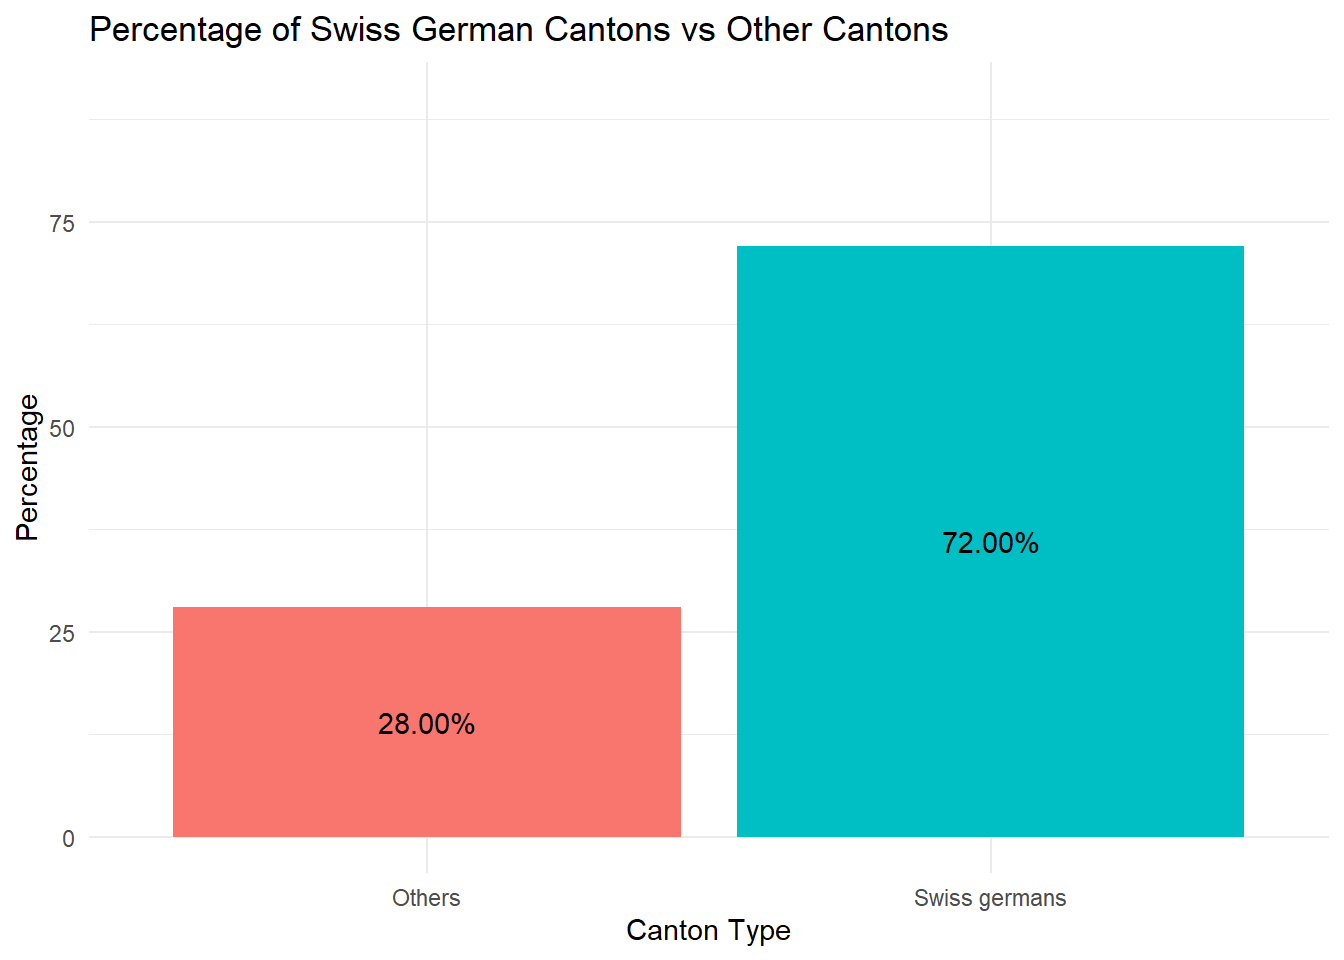 Percentage of Swiss German Cantons vs Other Cantons
Percentage
75
50
25
0
72.00%
28.00%
Others
Swiss germans
Canton Type